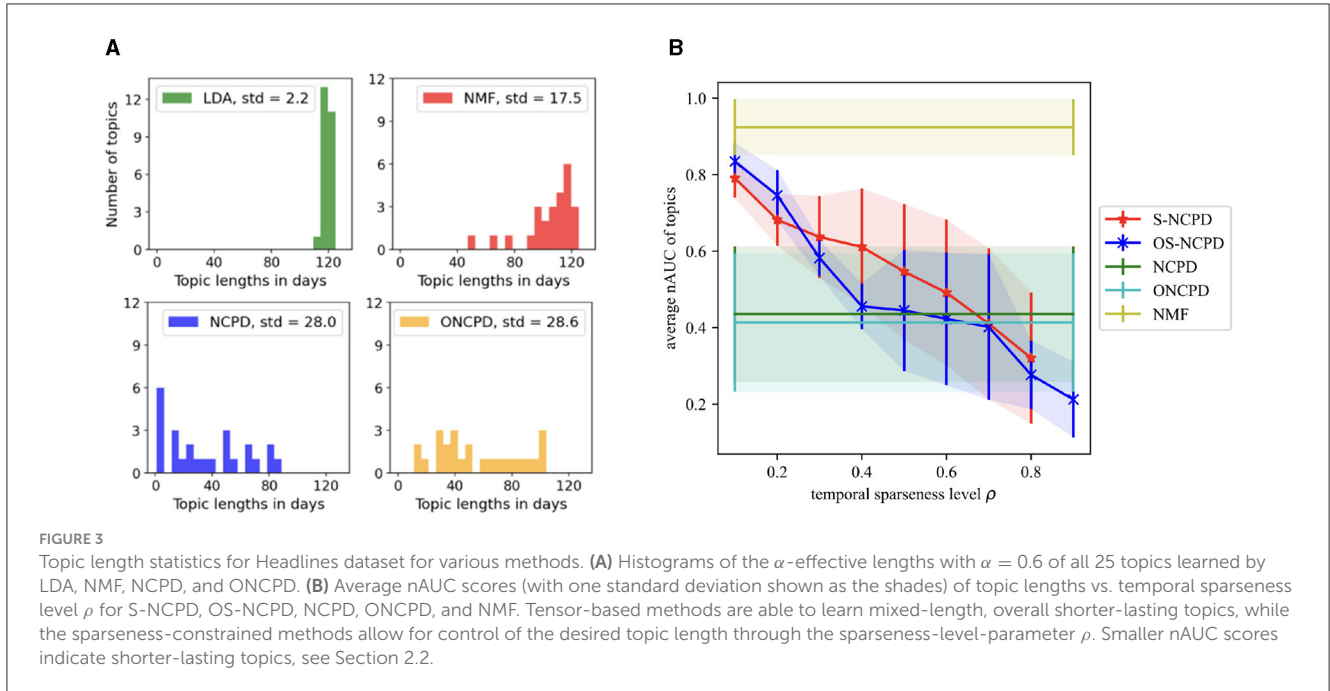 A
B
12
9
6
3
0
Number of topics
LDA, std = 2.2
0 40 80 120
Topic lengths in days
12
9
6
3
0
NMF, std = 17.5
0 40 80 120
Topic lengths in days
12
9
6
3
0
NCPD, std = 28.0
0 40 80 120
Topic lengths in days
12
9
6
3
0
ONCPD, std = 28.6
0 40 80 120
Topic lengths in days
1.0
0.8
0.6
0.4
0.2
average nAUC of topics
0.2 0.4 0.6 0.8
temporal sparseness level ρ
S-NCPD
OS-NCPD
NCPD
ONCPD
NMF
FIGURE 3
Topic length statistics for Headlines dataset for various methods. (A) Histograms of the α-effective lengths with α = 0.6 of all 25 topics learned by
LDA, NMF, NCPD, and ONCPD. (B) Average nAUC scores (with one standard deviation shown as the shades) of topic lengths vs. temporal sparseness
level ρ for S-NCPD, OS-NCPD, NCPD, ONCPD, and NMF. Tensor-based methods are able to learn mixed-length, overall shorter-lasting topics, while
the sparseness-constrained methods allow for control of the desired topic length through the sparseness-level-parameter ρ. Smaller nAUC scores
indicate shorter-lasting topics, see Section 2.2.